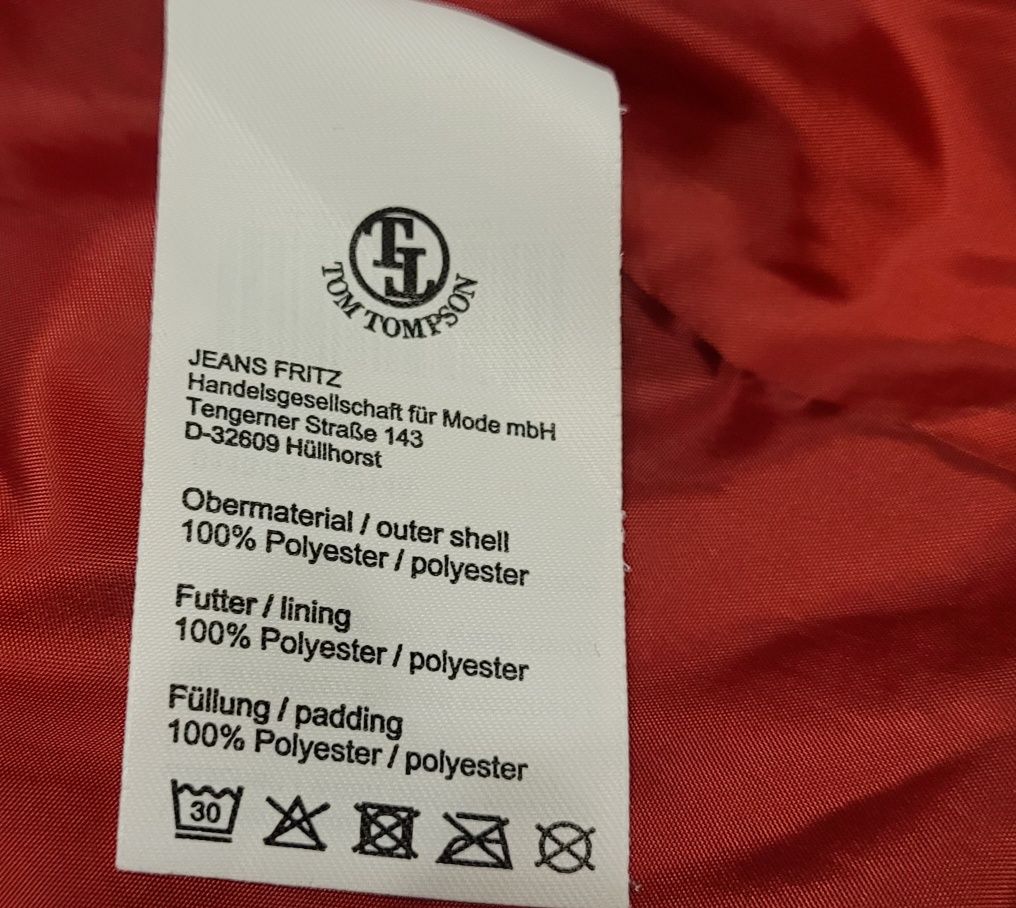 TOM TOMPSON
JEANS FRITZ
Handelsgesellschaft für Mode mbH
Tengerner Straße 143
D-32609 Hüllhorst
Obermaterial / outer shell
100% Polyester / polyester
Futter / lining
100% Polyester / polyester
Füllung / padding
100% Polyester / polyester
30